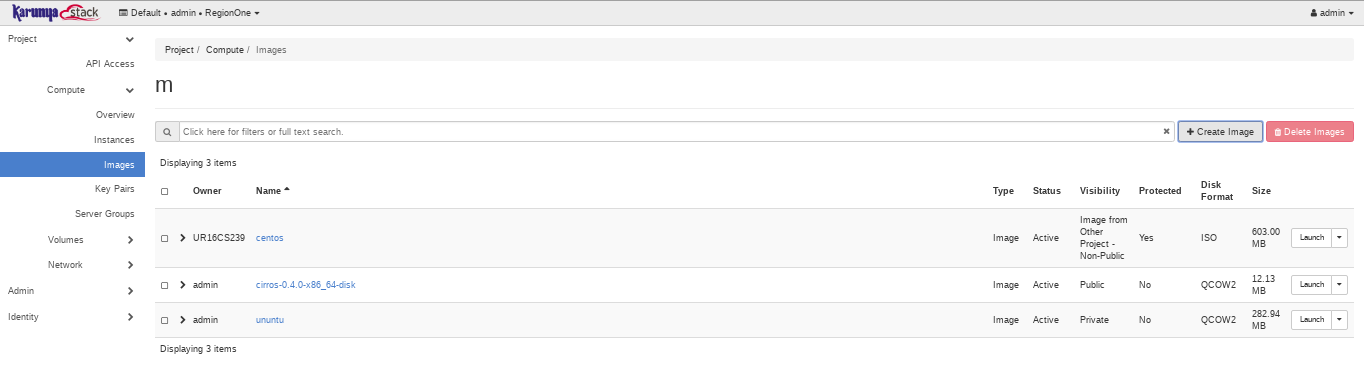 Karunya stack
Default • admin • RegionOne
admin
Project
API Access
Compute
Overview
Instances
Images
Key Pairs
Server Groups
Volumes
Network
Admin
Identity
Project / Compute / Images
m
Click here for filters or full text search.
Create Image
Delete Images
Displaying 3 items
Owner Name Type Status Visibility Protected Disk Format Size
UR16CS239 centos Image Active Image from Other Project - Non-Public Yes ISO 603.00 MB Launch
admin cirros-0.4.0-x86_64-disk Image Active Public No QCOW2 12.13 MB Launch
admin ununtu Image Active Private No QCOW2 282.94 MB Launch
Displaying 3 items